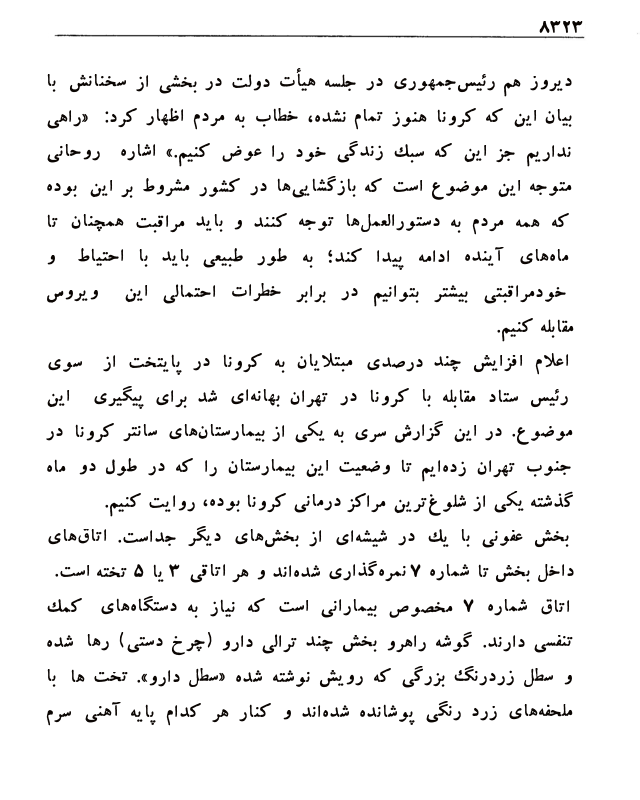 ۸۳۲۳
دیروز هم رئیس‌جمهوری در جلسه هیأت دولت در بخشی از سخنانش با
بیان این که کرونا هنوز تمام نشده، خطاب به مردم اظهار کرد: «راهی
نداریم جز این که سبك زندگی خود را عوض کنیم.» اشاره روحانی
متوجه این موضوع است که بازگشایی‌ها در کشور مشروط بر این بوده
که همه مردم به دستورالعمل‌ها توجه کنند و باید مراقبت همچنان تا
ماه‌های آینده ادامه پیدا کند؛ به طور طبیعی باید با احتیاط و
خودمراقبتی بیشتر بتوانیم در برابر خطرات احتمالی این ویروس
مقابله کنیم.
اعلام افزایش چند درصدی مبتلایان به کرونا در پایتخت از سوی
رئیس ستاد مقابله با کرونا در تهران بهانه‌ای شد برای پیگیری این
موضوع. در این گزارش سری به یکی از بیمارستان‌های سانتر کرونا در
جنوب تهران زده‌ایم تا وضعیت این بیمارستان را که در طول دو ماه
گذشته یکی از شلوغ‌ترین مراکز درمانی کرونا بوده، روایت کنیم.
بخش عفونی با یك در شیشه‌ای از بخش‌های دیگر جداست. اتاق‌های
داخل بخش تا شماره ۷ نمره‌گذاری شده‌اند و هر اتاقی ۳ یا ۵ تخته است.
اتاق شماره ۷ مخصوص بیمارانی است که نیاز به دستگاه‌های کمك
تنفسی دارند. گوشه راهرو بخش چند ترالی دارو (چرخ دستی) رها شده
و سطل زردرنگ بزرگی که رویش نوشته شده «سطل دارو». تخت ها با
ملحفه‌های زرد رنگی پوشانده شده‌اند و کنار هر کدام پایه آهنی سرم